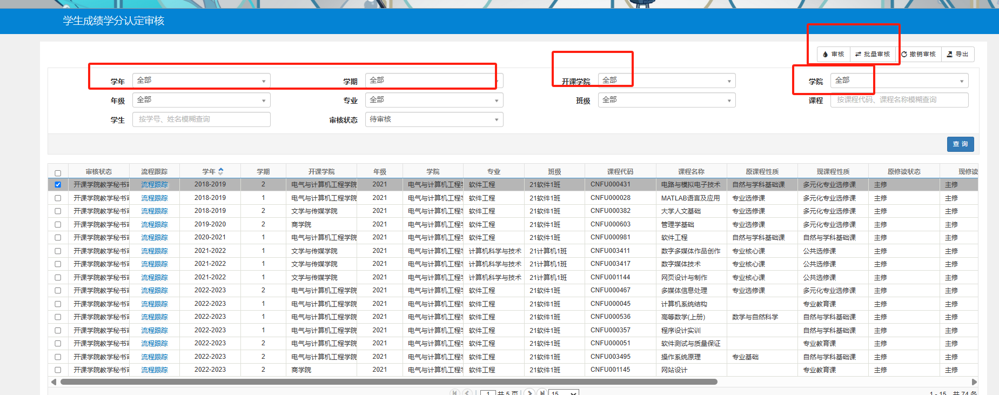 学生成绩学分认定审核
审核 批量审核 撤销审核 导出
学年 全部 学期 全部 开课学院 全部 学院 全部
年级 全部 专业 全部 班级 全部 课程 按课程代码、课程名称模糊查询
学生 按学号、姓名模糊查询 审核状态 待审核
查 询
审核状态 流程跟踪 学年 学期 开课学院 年级 学院 专业 班级 课程代码 课程名称 原课程性质 现课程性质 原修读状态 现修读
开课学院教学秘书审 流程跟踪 2018-2019 2 电气与计算机工程学院 2021 电气与计算机工程学 软件工程 21软件1班 CNFU000431 电路与模拟电子技术 自然与学科基础课 多元化专业选修课 主修 主修
开课学院教学秘书审 流程跟踪 2018-2019 1 电气与计算机工程学院 2021 电气与计算机工程学 软件工程 21软件1班 CNFU000028 MATLAB语言及应用 专业选修课 多元化专业选修课 主修 主修
开课学院教学秘书审 流程跟踪 2018-2019 2 文学与传媒学院 2021 电气与计算机工程学 软件工程 21软件1班 CNFU000382 大学人文基础 专业选修课 多元化专业选修课 主修 主修
开课学院教学秘书审 流程跟踪 2019-2020 2 商学院 2021 电气与计算机工程学 软件工程 21软件1班 CNFU000603 管理学基础 专业选修课 多元化专业选修课 主修 主修
开课学院教学秘书审 流程跟踪 2020-2021 1 电气与计算机工程学院 2021 电气与计算机工程学 软件工程 21软件1班 CNFU000981 软件工程 自然与学科基础课 自然与学科基础课 主修 主修
开课学院教学秘书审 流程跟踪 2021-2022 1 文学与传媒学院 2021 电气与计算机工程学 计算机科学与技术 21计算机1班 CNFU003411 数字多媒体作品创作 专业核心课 公共选修课 主修 主修
开课学院教学秘书审 流程跟踪 2021-2022 1 文学与传媒学院 2021 电气与计算机工程学 计算机科学与技术 21计算机1班 CNFU003417 数字媒体技术 专业核心课 公共选修课 主修 主修
开课学院教学秘书审 流程跟踪 2021-2022 1 文学与传媒学院 2021 电气与计算机工程学 计算机科学与技术 21计算机1班 CNFU001144 网页设计与制作 专业核心课 公共选修课 主修 主修
开课学院教学秘书审 流程跟踪 2022-2023 2 电气与计算机工程学院 2021 电气与计算机工程学 软件工程 21软件1班 CNFU000467 多媒体信息处理 专业选修课 多元化专业选修课 主修 主修
开课学院教学秘书审 流程跟踪 2022-2023 1 电气与计算机工程学院 2021 电气与计算机工程学 软件工程 21软件1班 CNFU000045 计算机系统结构 专业教育课 主修 主修
开课学院教学秘书审 流程跟踪 2022-2023 1 电气与计算机工程学院 2021 电气与计算机工程学 软件工程 21软件1班 CNFU000536 高等数学(上册) 数学与自然科学 自然与学科基础课 主修 主修
开课学院教学秘书审 流程跟踪 2022-2023 1 电气与计算机工程学院 2021 电气与计算机工程学 软件工程 21软件1班 CNFU000357 程序设计实训 自然与学科基础课 主修 主修
开课学院教学秘书审 流程跟踪 2022-2023 2 电气与计算机工程学院 2021 电气与计算机工程学 软件工程 21软件1班 CNFU000051 软件测试与质量保证 专业教育课 主修 主修
开课学院教学秘书审 流程跟踪 2022-2023 2 电气与计算机工程学院 2021 电气与计算机工程学 软件工程 21软件1班 CNFU003495 操作系统原理 专业基础 自然与学科基础课 主修 主修
开课学院教学秘书审 流程跟踪 2022-2023 2 商学院 2021 电气与计算机工程学 软件工程 21软件1班 CNFU001145 网站设计 专业教育课 主修 主修
1 共 5 页 15 1 - 15 共 74 条